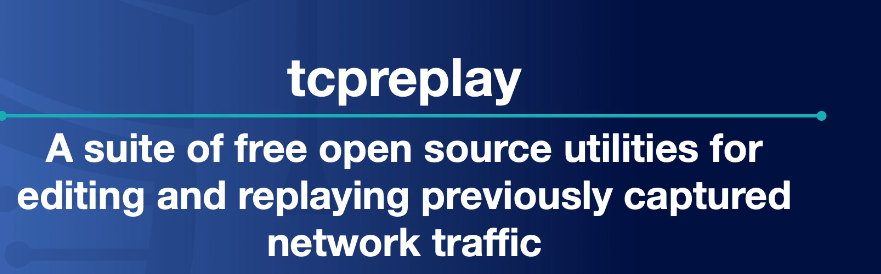 tcpreplay
A suite of free open source utilities for
editing and replaying previously captured
network traffic